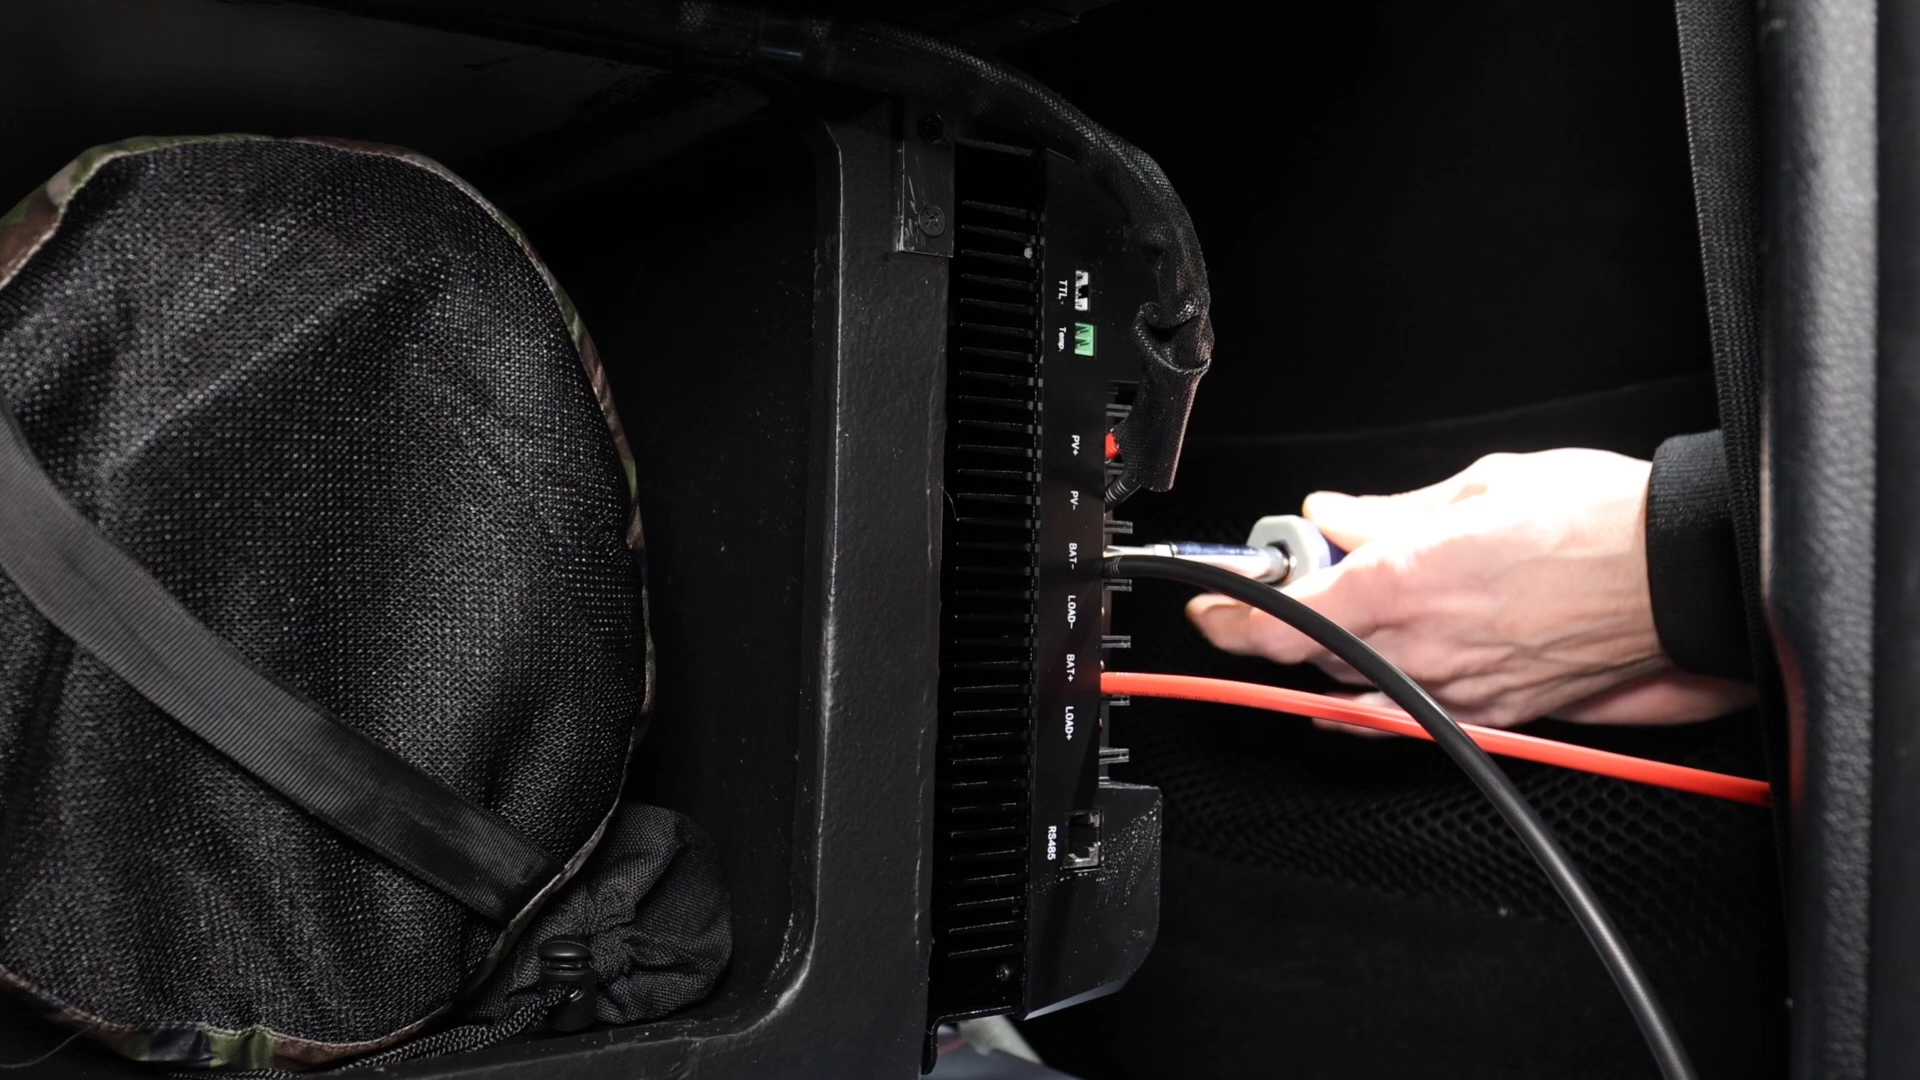 TTL
Temp.
PV+
PV-
BAT-
LOAD-
BAT+
LOAD+
RS485